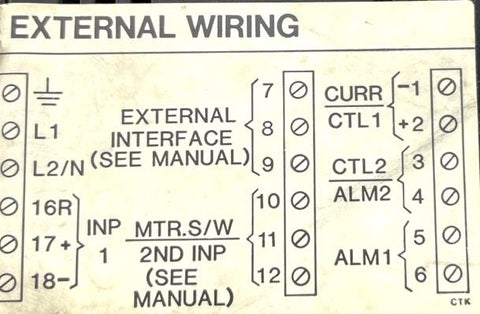 EXTERNAL WIRING
L1
L2/N
16R
17+
18-
INP
1
EXTERNAL
INTERFACE
(SEE MANUAL)
7
8
9
MTR.S/W
2ND INP
(SEE
MANUAL)
10
11
12
CURR
CTL1
-1
+2
CTL2
ALM2
3
4
ALM1
5
6
CTK